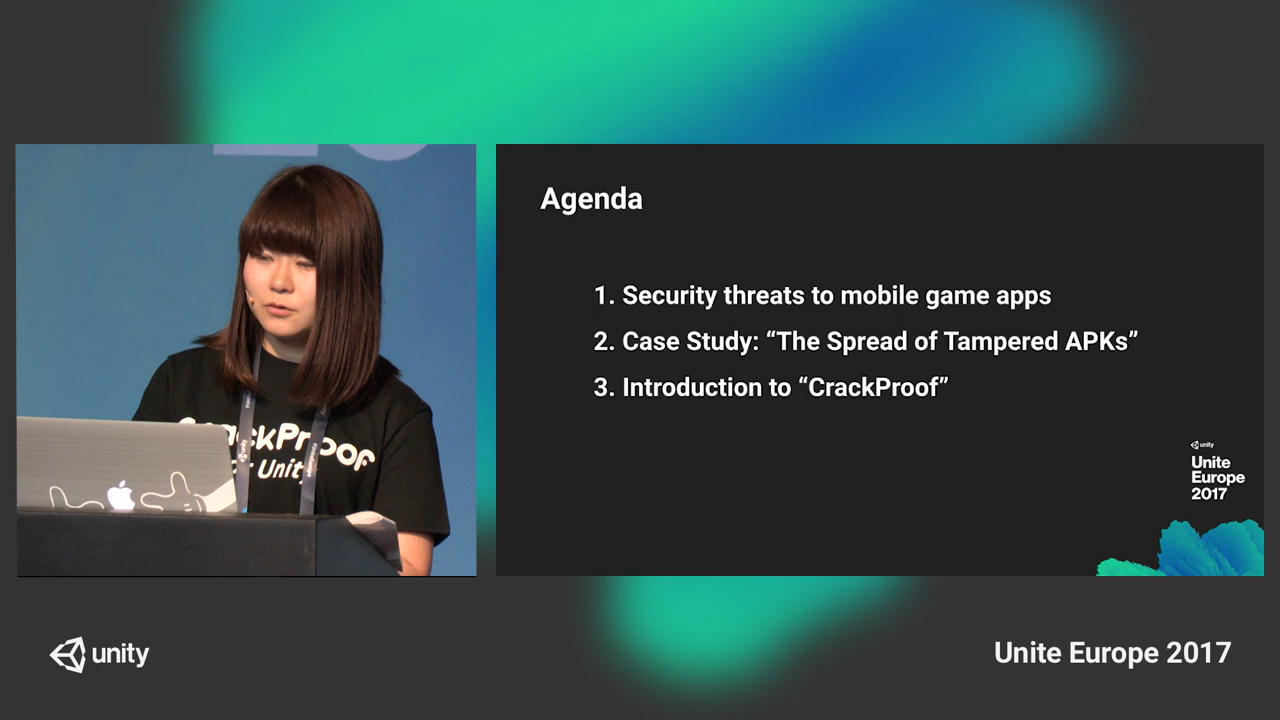 Agenda
1. Security threats to mobile game apps
2. Case Study: “The Spread of Tampered APKs”
3. Introduction to “CrackProof”
unity
Unite
Europe
2017
unity
Unite Europe 2017